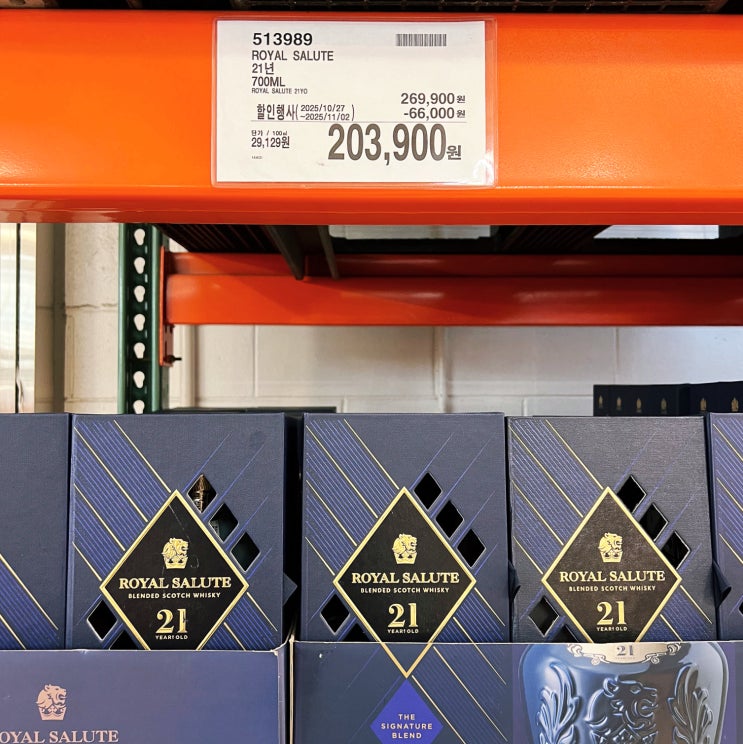 513989
ROYAL SALUTE
21년
700ML
ROYAL SALUTE 21YO
269,900원
할인행사( 2025/10/27 ~2025/11/02 ) -66,000원
단가 / 100㎖
29,129원
203,900원
ROYAL SALUTE
BLENDED SCOTCH WHISKY
21
YEAR OLD
ROYAL SALUTE
BLENDED SCOTCH WHISKY
21
YEAR OLD
ROYAL SALUTE
BLENDED SCOTCH WHISKY
21
YEAR OLD
OYAL SALUTE
THE
SIGNATURE
BLEND
21